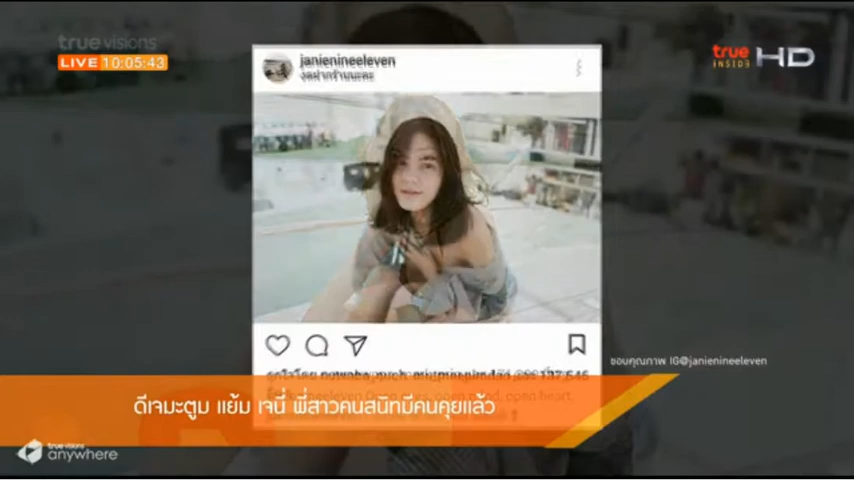 true visions
LIVE 10:05:43
janienineeleven
true
INSIDE HD
ขอบคุณภาพ IG@janienineeleven
ดีเจมะตูม แย้ม เจนี่ พี่สาวคนสนิทมีคนคุยแล้ว
true visions
anywhere